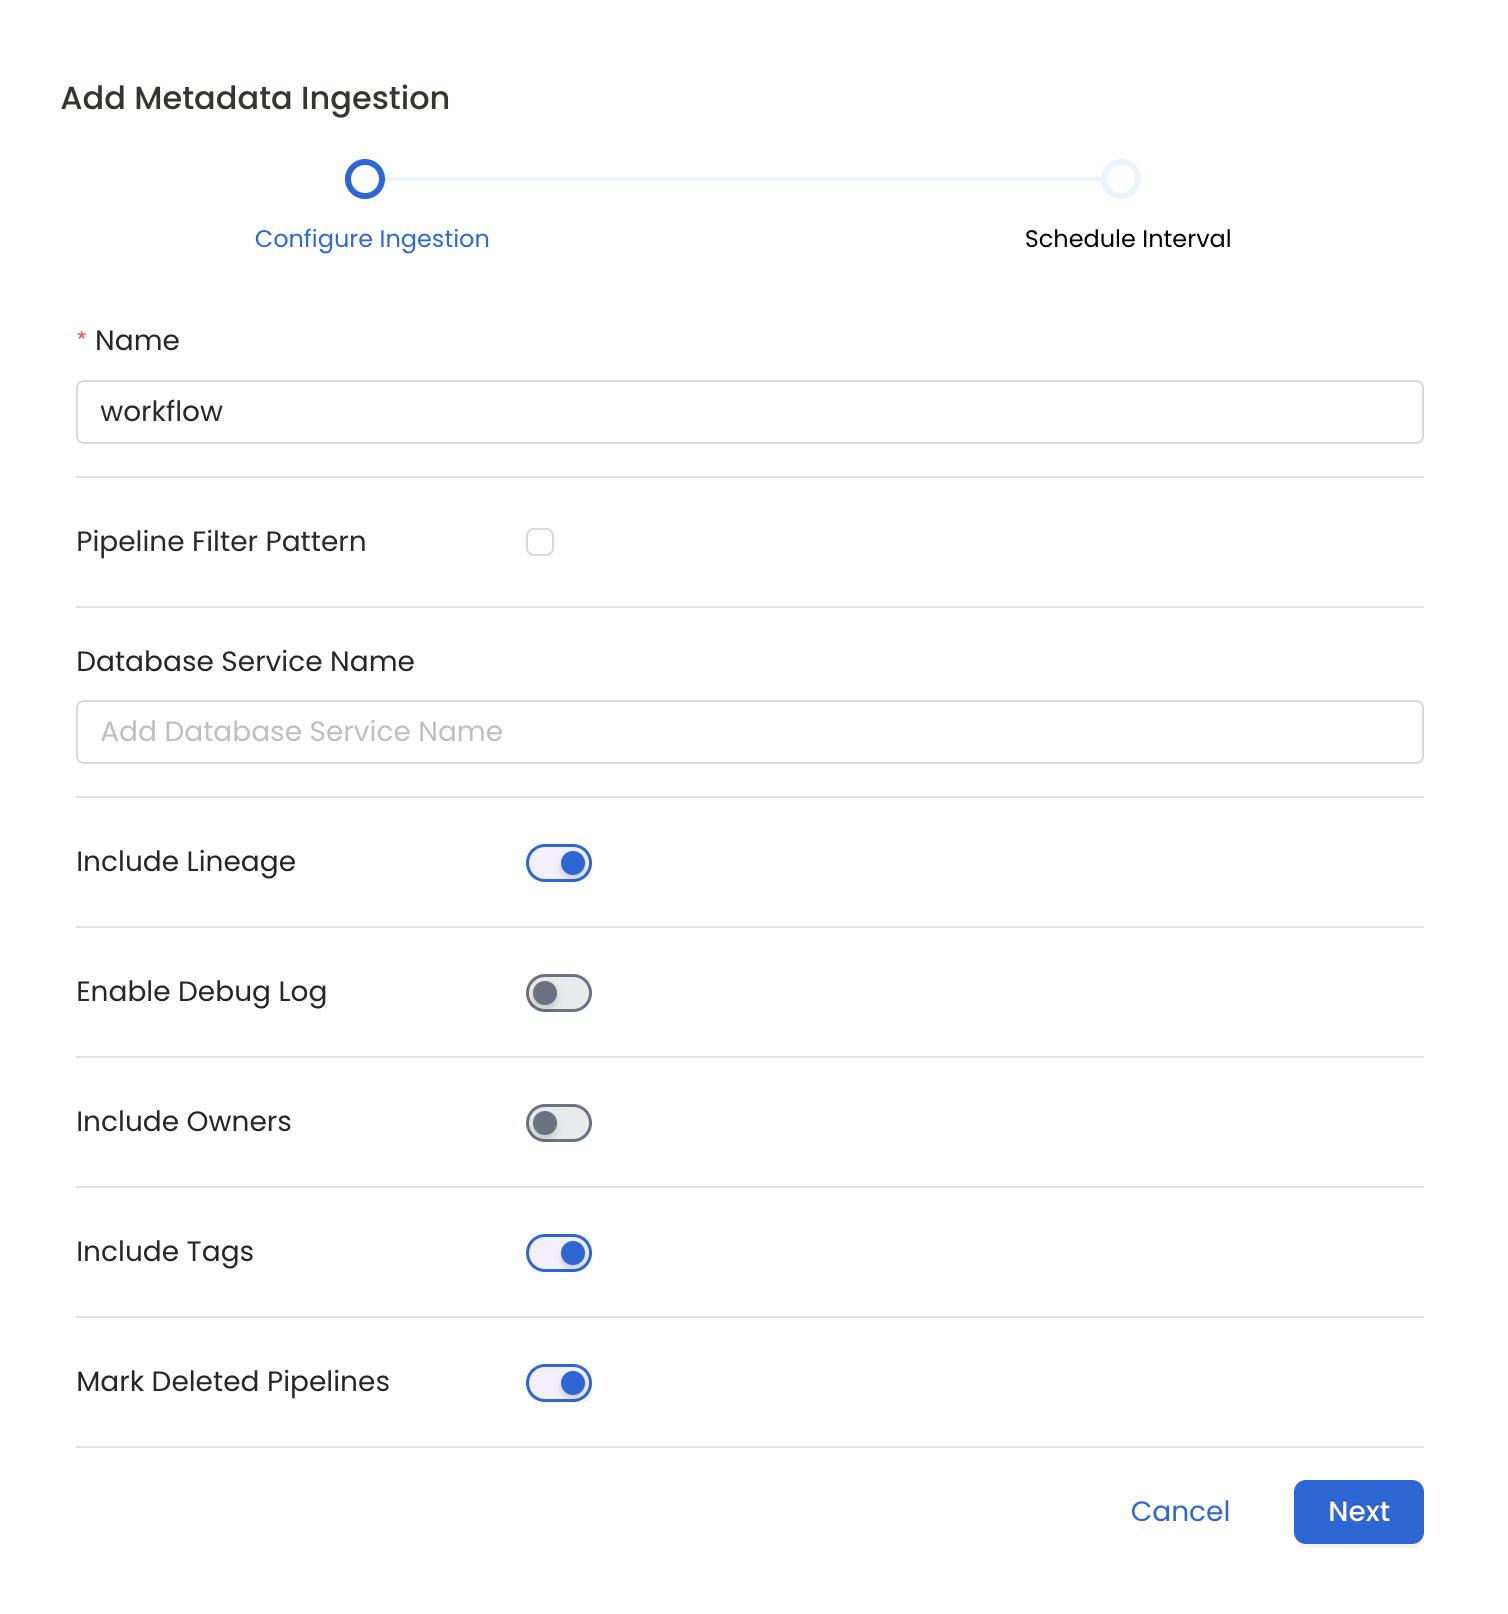 Add Metadata Ingestion
Configure Ingestion
Schedule Interval
* Name
workflow
Pipeline Filter Pattern
Database Service Name
Add Database Service Name
Include Lineage
Enable Debug Log
Include Owners
Include Tags
Mark Deleted Pipelines
Cancel
Next